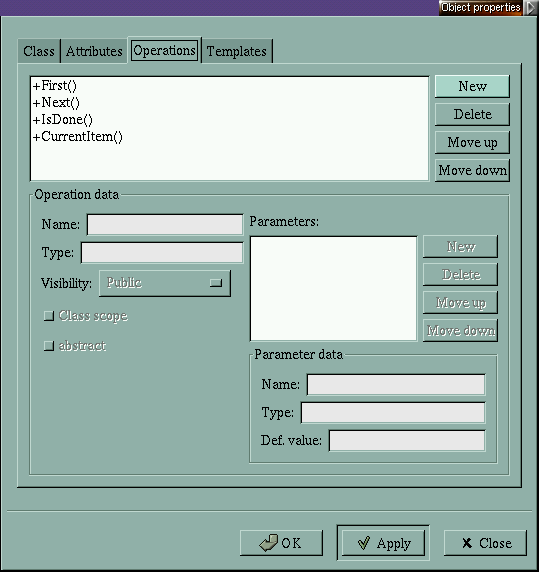 Object properties
Class Attributes Operations Templates
+First()
+Next()
+IsDone()
+CurrentItem()
New
Delete
Move up
Move down
Operation data
Name:
Type:
Visibility: Public
Class scope
abstract
Parameters:
New
Delete
Move up
Move down
Parameter data
Name:
Type:
Def. value:
OK Apply Close